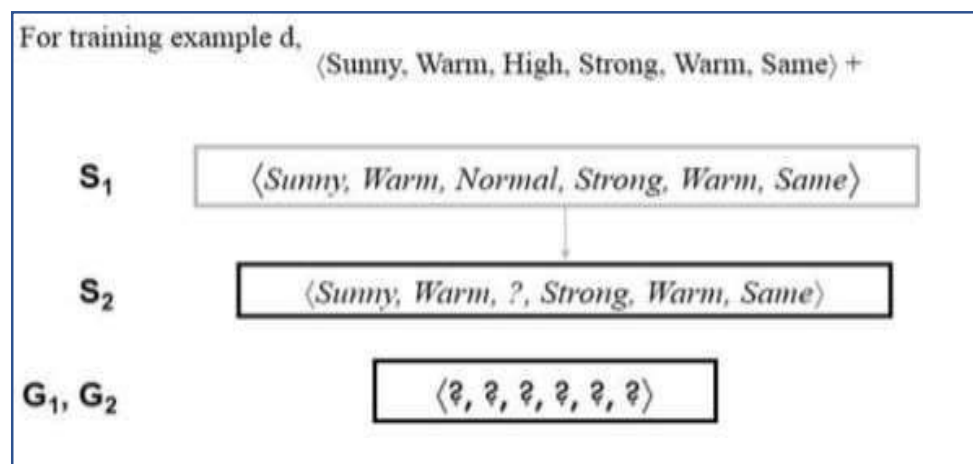 For training example d,
⟨Sunny, Warm, High, Strong, Warm, Same⟩ +
S₁
⟨Sunny, Warm, Normal, Strong, Warm, Same⟩
S₂
⟨Sunny, Warm, ?, Strong, Warm, Same⟩
G₁, G₂
⟨?, ?, ?, ?, ?, ?⟩